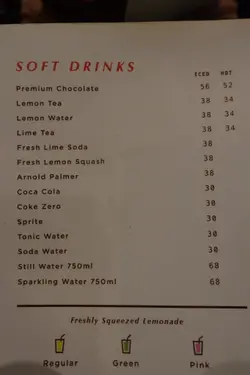 SOFT DRINKS
ICED HOT
Premium Chocolate 56 52
Lemon Tea 38 34
Lemon Water 38 34
Lime Tea 38 34
Fresh Lime Soda 38
Fresh Lemon Squash 38
Arnold Palmer 38
Coca Cola 30
Coke Zero 30
Sprite 30
Tonic Water 30
Soda Water 30
Still Water 750ml 68
Sparkling Water 750ml 68
Freshly Squeezed Lemonade
Regular Green Pink